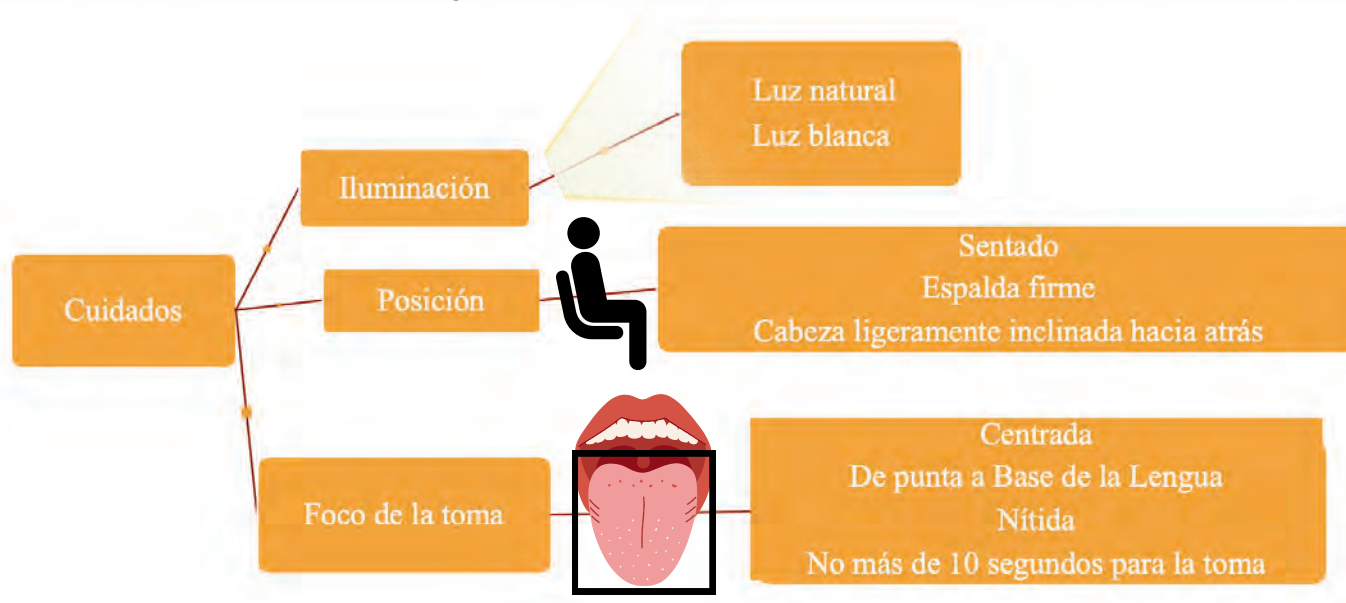 Cuidados
Iluminación
Luz natural
Luz blanca
Posición
Sentado
Espalda firme
Cabeza ligeramente inclinada hacia atrás
Foco de la toma
Centrada
De punta a Base de la Lengua
Nítida
No más de 10 segundos para la toma